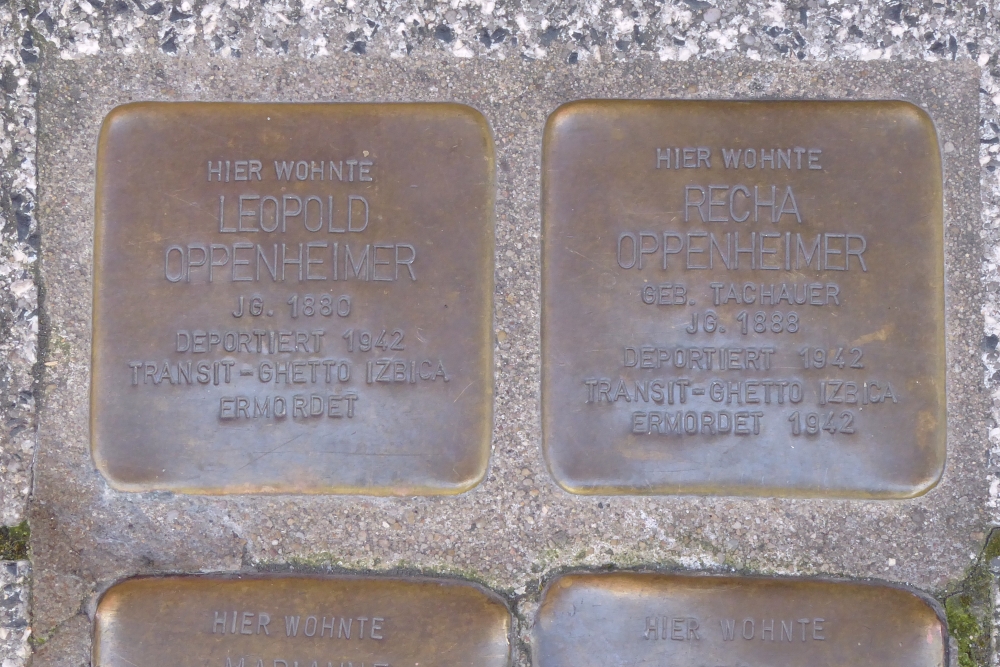 HIER WOHNTE
LEOPOLD
OPPENHEIMER
JG. 1880
DEPORTIERT 1942
TRANSIT-GHETTO IZBICA
ERMORDET
HIER WOHNTE
RECHA
OPPENHEIMER
GEB. TACHAUER
JG. 1888
DEPORTIERT 1942
TRANSIT-GHETTO IZBICA
ERMORDET 1942
HIER WOHNTE
HIER WOHNTE